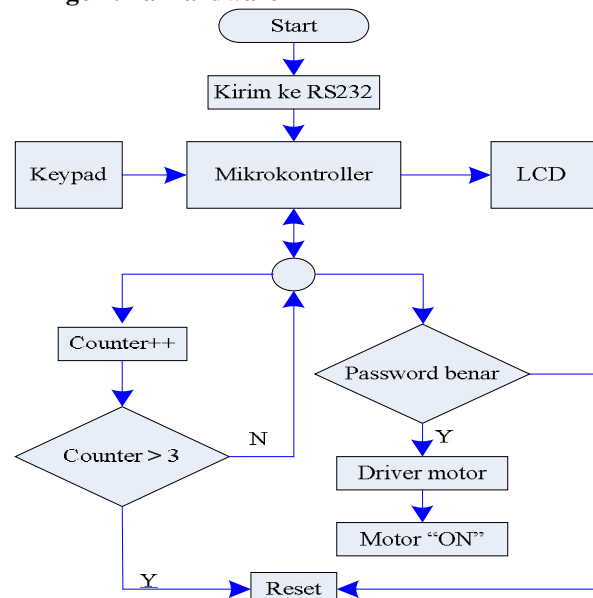 Start
Kirim ke RS232
Keypad
Mikrokontroller
LCD
Counter++
Password benar
Counter > 3
N
Y
Driver motor
Motor “ON”
Y
Reset